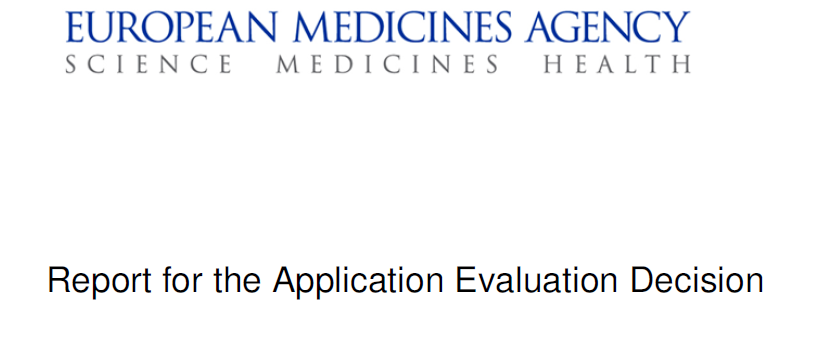 EUROPEAN MEDICINES AGENCY
SCIENCE MEDICINES HEALTH
Report for the Application Evaluation Decision